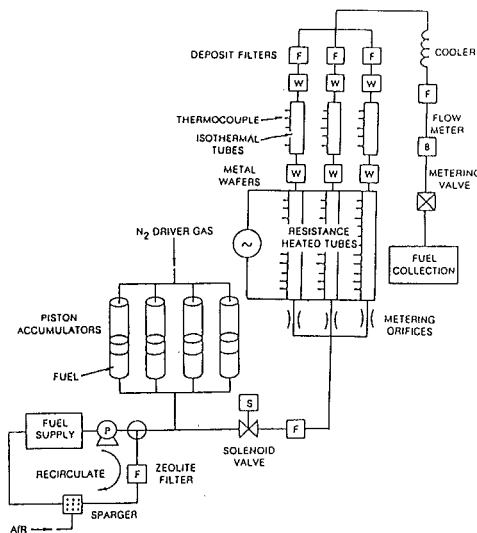 DEPOSIT FILTERS
F
F
F
COOLER
W
W
W
F
THERMOCOUPLE
ISOTHERMAL
TUBES
FLOW
METER
B
METAL
WAFERS
W
W
W
METERING
VALVE
N2 DRIVER GAS
~
RESISTANCE
HEATED TUBES
FUEL
COLLECTION
PISTON
ACCUMULATORS
METERING
ORIFICES
FUEL
S
FUEL
SUPPLY
P
F
SOLENOID
VALVE
RECIRCULATE
F
ZEOLITE
FILTER
SPARGER
AIR